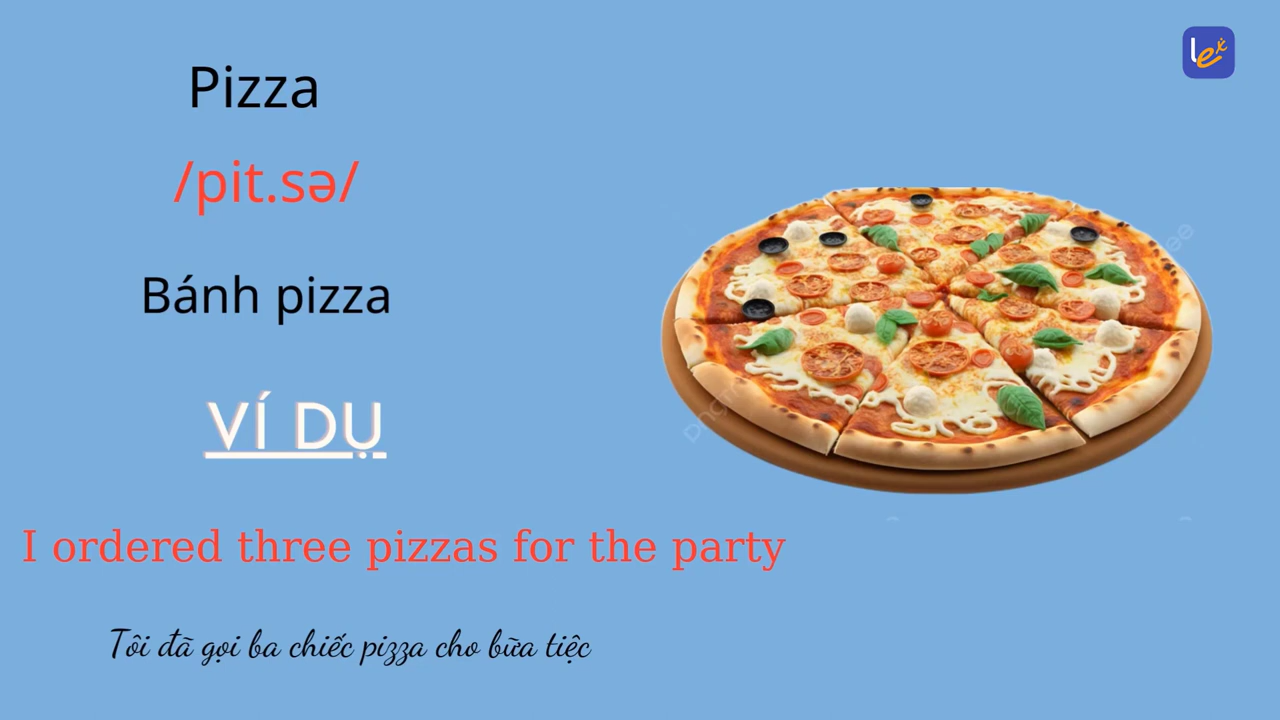 Pizza
/pit.sə/
Bánh pizza
VÍ DỤ
I ordered three pizzas for the party
Tôi đã gọi ba chiếc pizza cho bữa tiệc